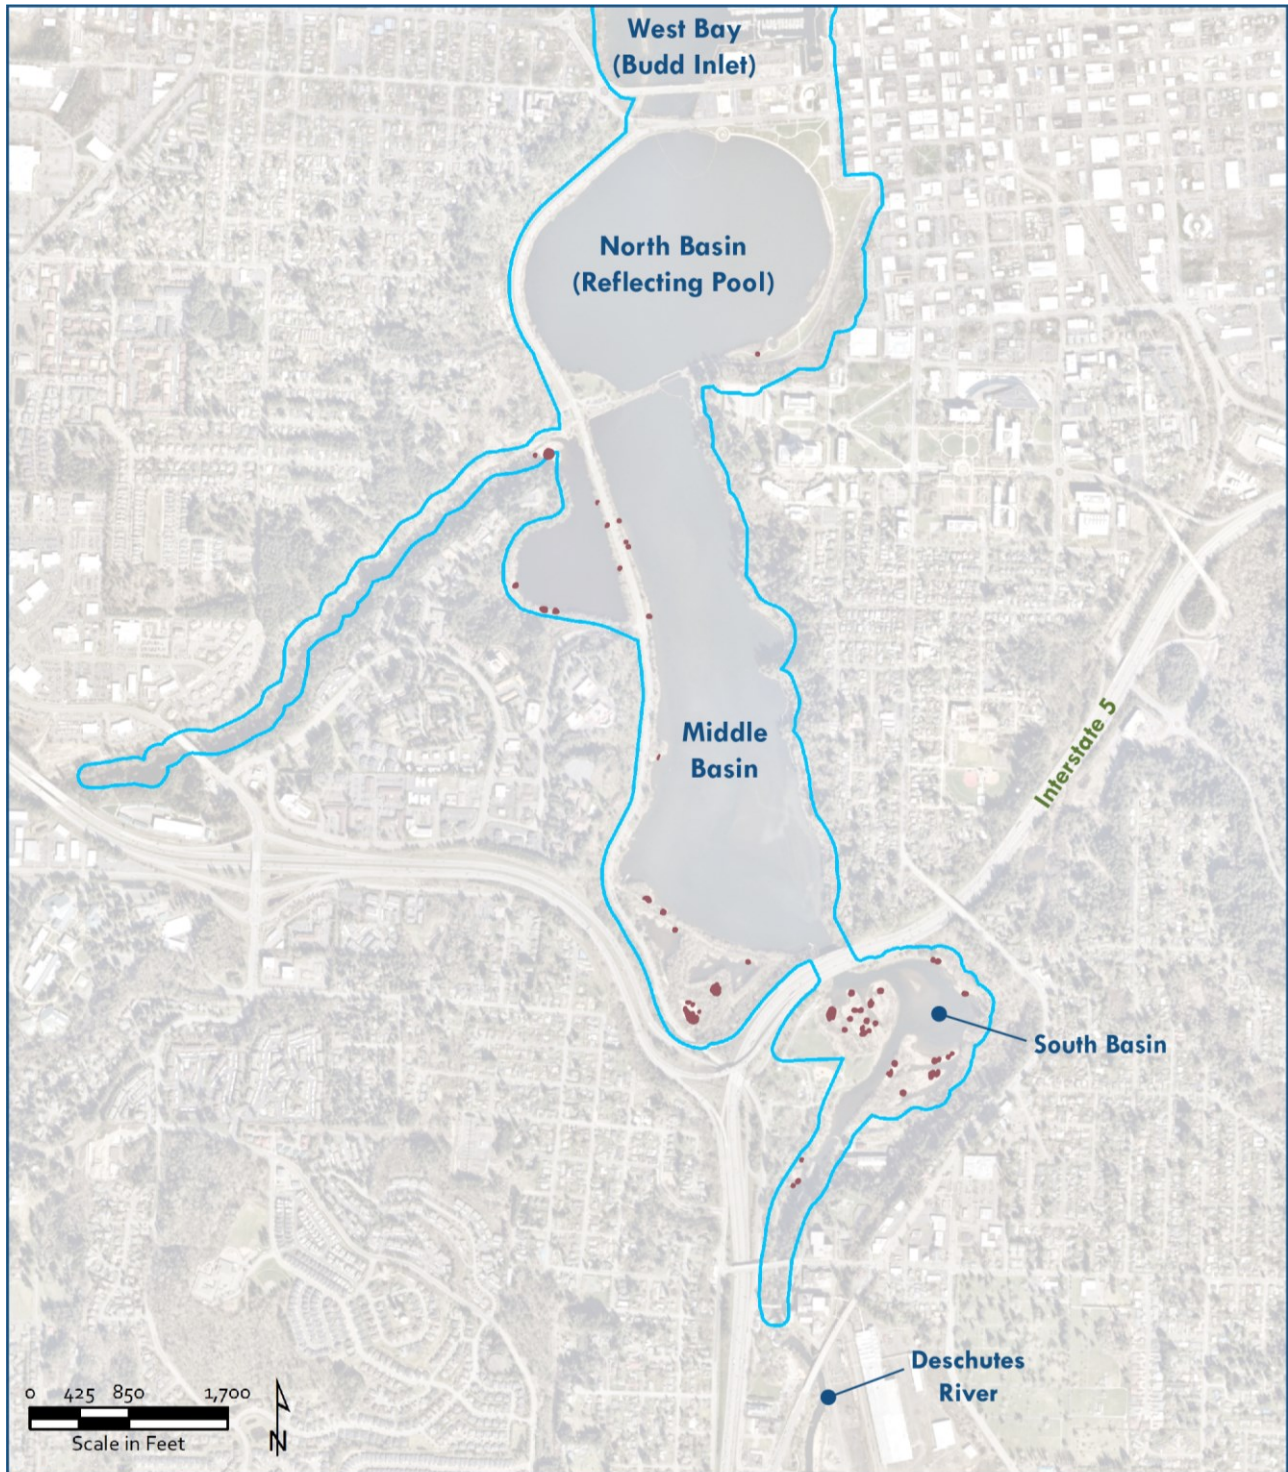 West Bay
(Budd Inlet)
North Basin
(Reflecting Pool)
Middle
Basin
Interstate 5
South Basin
Deschutes
River
0 425 850 1,700
Scale in Feet
N